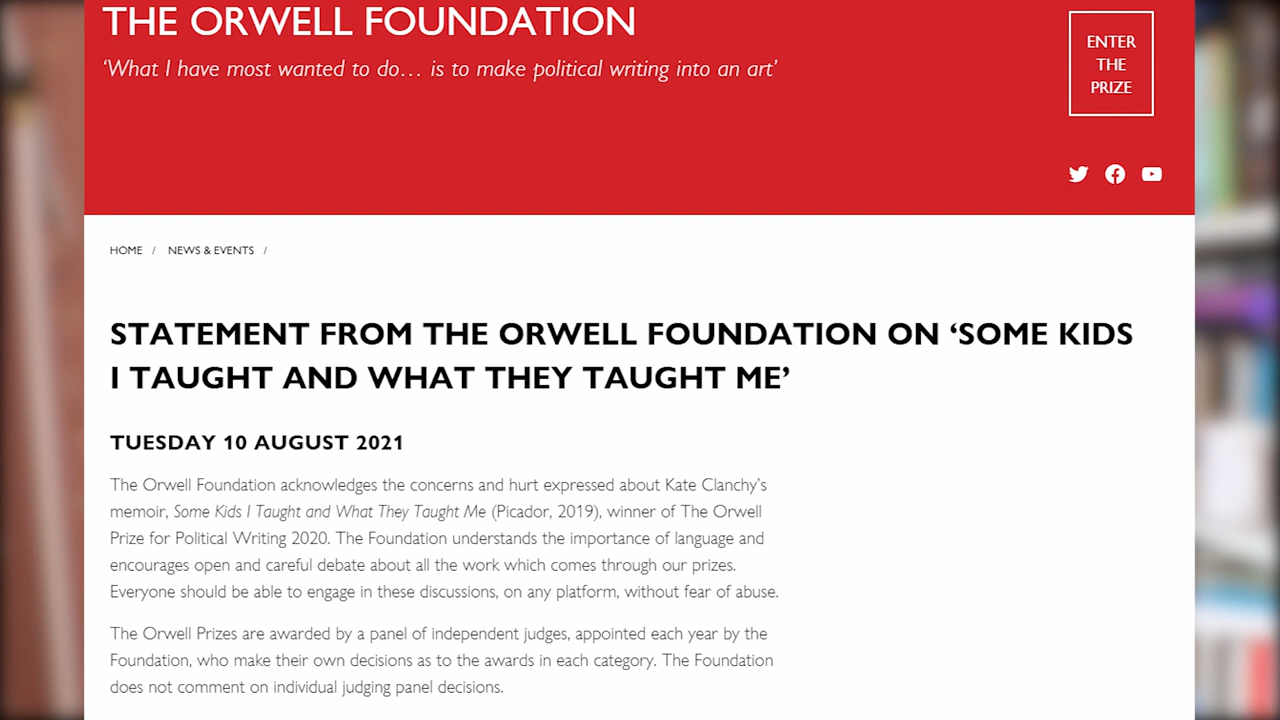 THE ORWELL FOUNDATION
‘What I have most wanted to do… is to make political writing into an art’
ENTER
THE
PRIZE
HOME / NEWS & EVENTS /
STATEMENT FROM THE ORWELL FOUNDATION ON ‘SOME KIDS
I TAUGHT AND WHAT THEY TAUGHT ME’
TUESDAY 10 AUGUST 2021
The Orwell Foundation acknowledges the concerns and hurt expressed about Kate Clanchy’s
memoir, Some Kids I Taught and What They Taught Me (Picador, 2019), winner of The Orwell
Prize for Political Writing 2020. The Foundation understands the importance of language and
encourages open and careful debate about all the work which comes through our prizes.
Everyone should be able to engage in these discussions, on any platform, without fear of abuse.
The Orwell Prizes are awarded by a panel of independent judges, appointed each year by the
Foundation, who make their own decisions as to the awards in each category. The Foundation
does not comment on individual judging panel decisions.